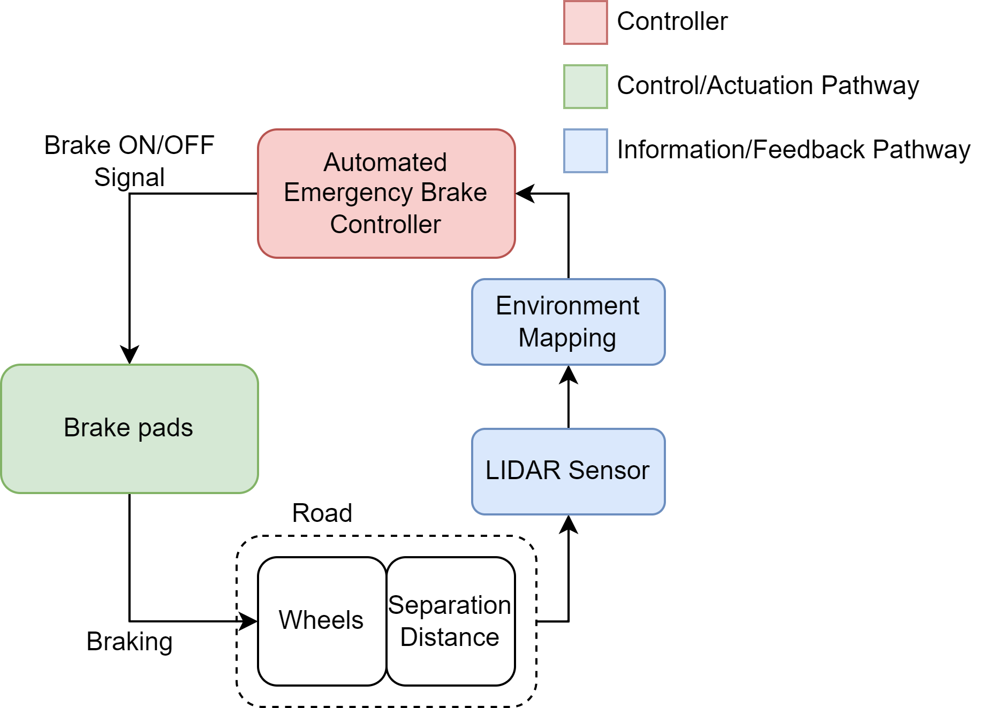 Controller
Control/Actuation Pathway
Information/Feedback Pathway
Brake ON/OFF
Signal
Automated
Emergency Brake
Controller
Environment
Mapping
Brake pads
LIDAR Sensor
Road
Wheels
Separation
Distance
Braking